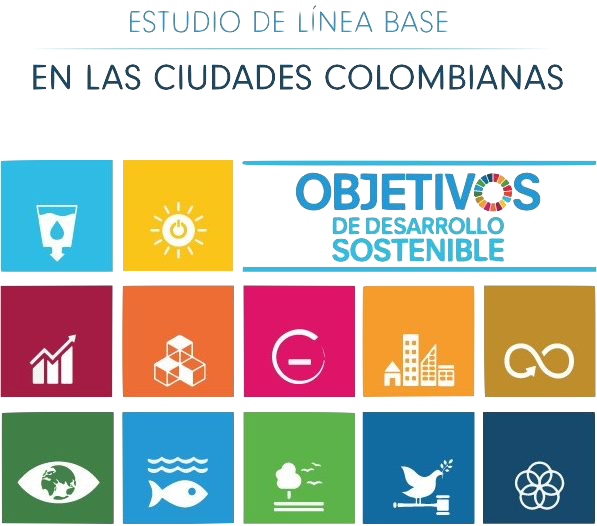 ESTUDIO DE LÍNEA BASE
EN LAS CIUDADES COLOMBIANAS
OBJETIVOS
DE DESARROLLO
SOSTENIBLE